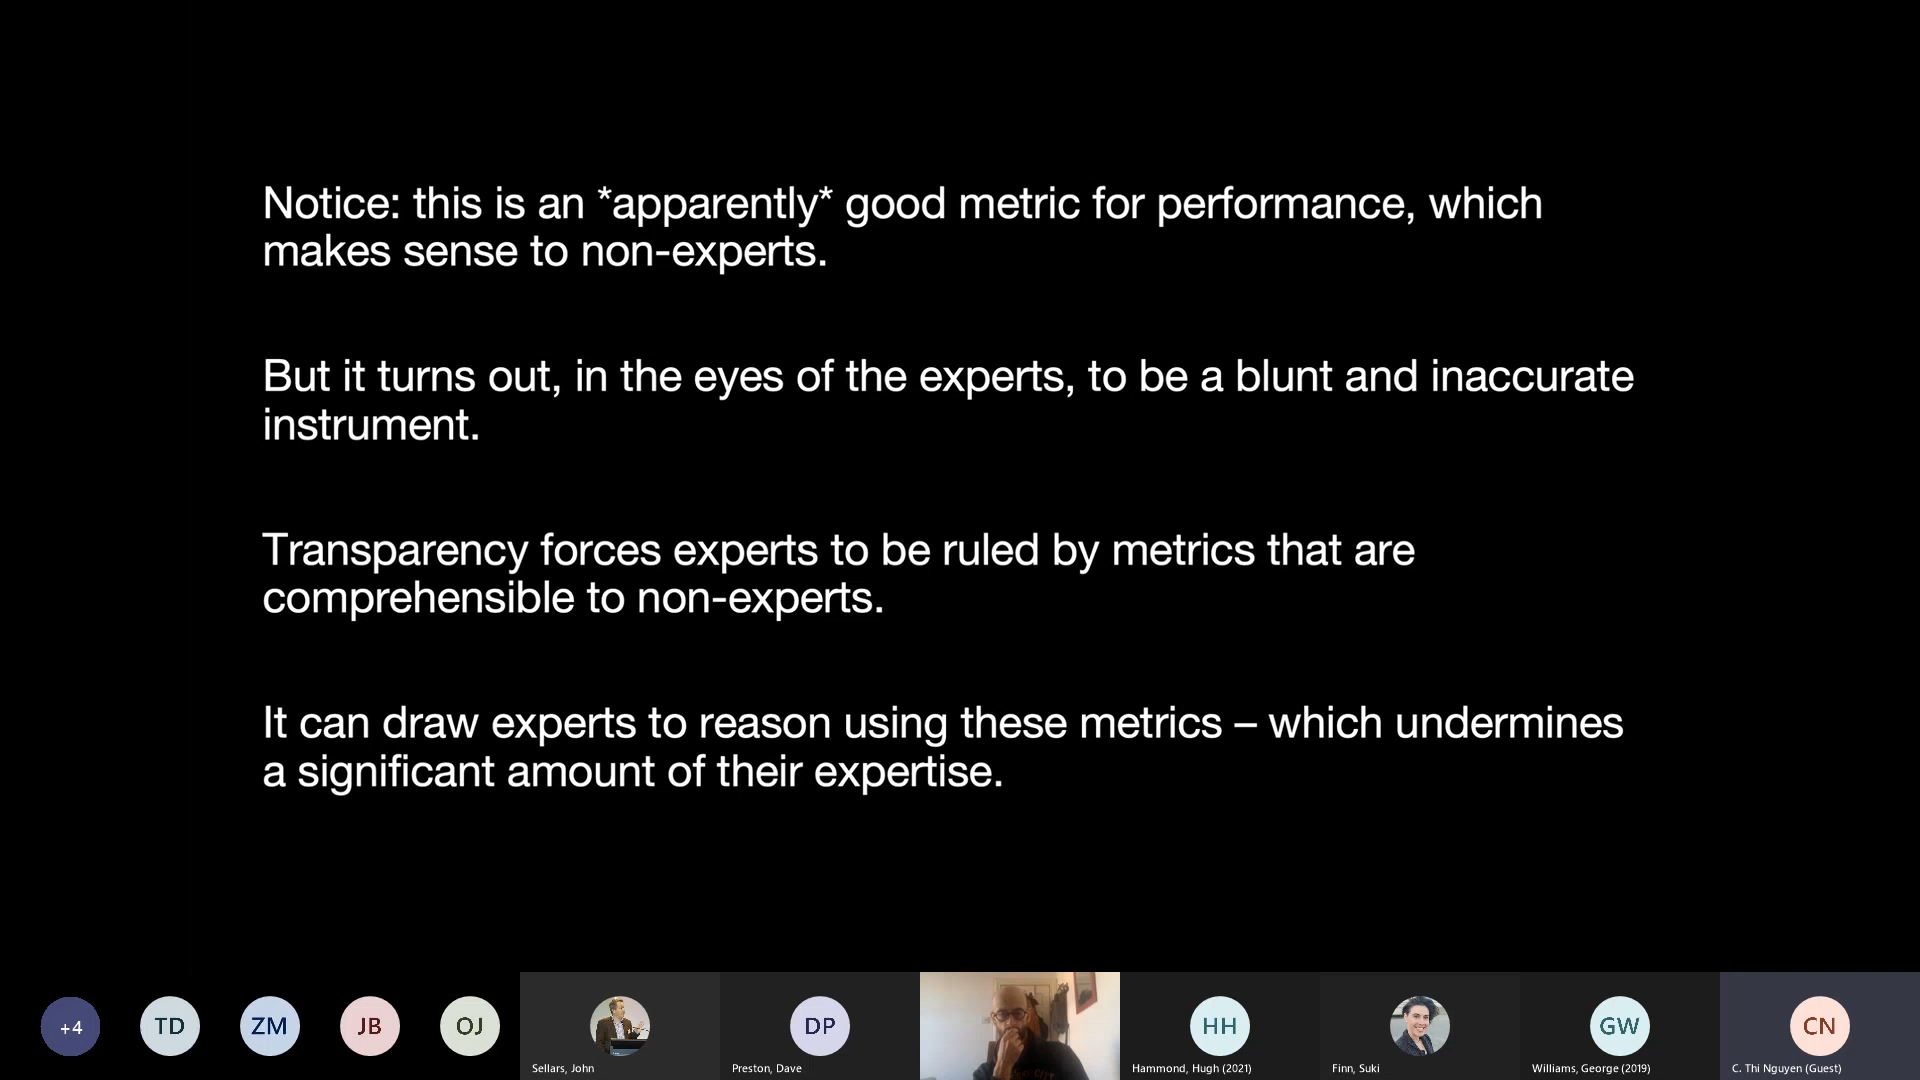 Notice: this is an *apparently* good metric for performance, which
makes sense to non-experts.
But it turns out, in the eyes of the experts, to be a blunt and inaccurate
instrument.
Transparency forces experts to be ruled by metrics that are
comprehensible to non-experts.
It can draw experts to reason using these metrics – which undermines
a significant amount of their expertise.
+4
TD
ZM
JB
OJ
Sellars, John
DP
Preston, Dave
HH
Hammond, Hugh (2021)
Finn, Suki
GW
Williams, George (2019)
CN
C. Thi Nguyen (Guest)